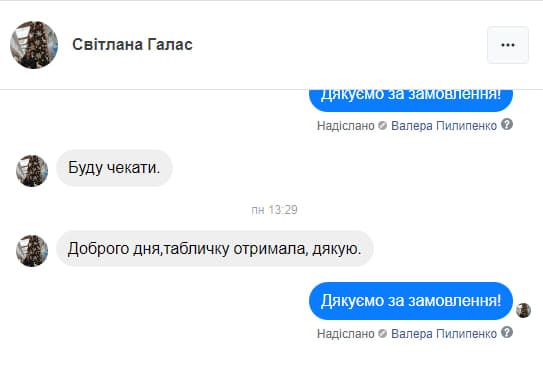 Світлана Галас
Дякуємо за замовлення!
Надіслано Валера Пилипенко
Буду чекати.
пн 13:29
Доброго дня,табличку отримала, дякую.
Дякуємо за замовлення!
Надіслано Валера Пилипенко